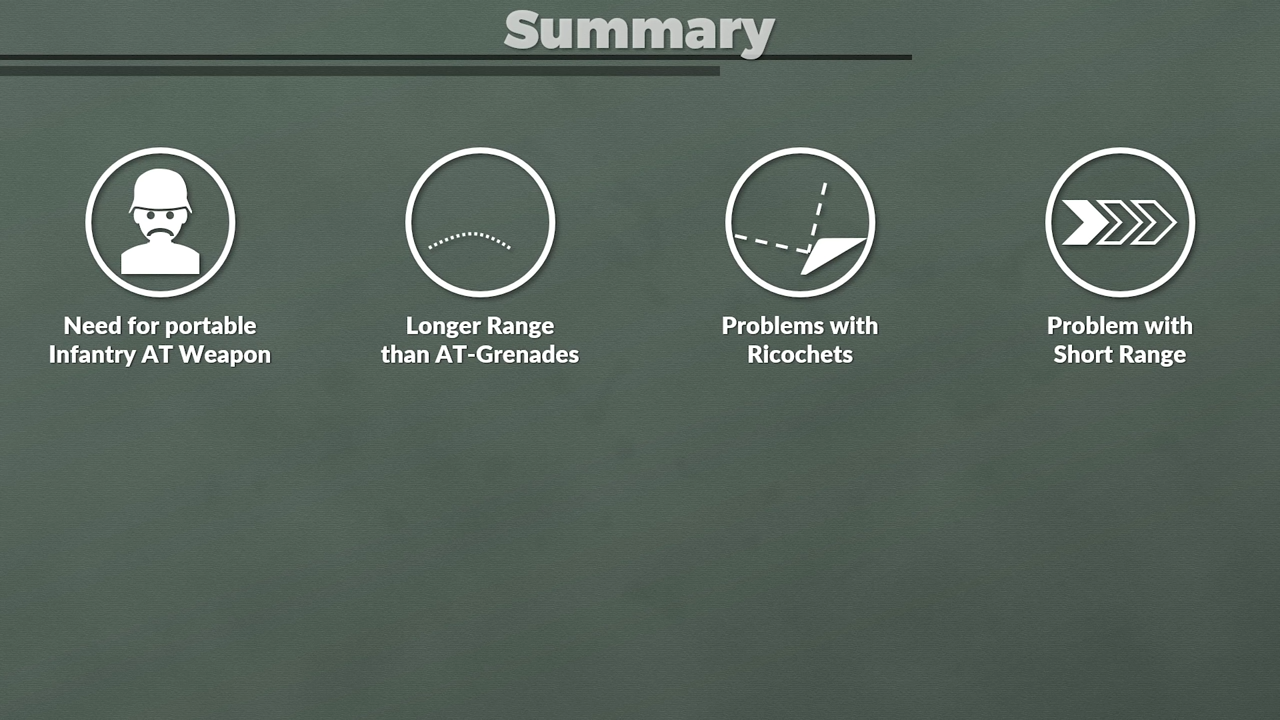 Summary
Need for portable
Infantry AT Weapon
Longer Range
than AT-Grenades
Problems with
Ricochets
Problem with
Short Range